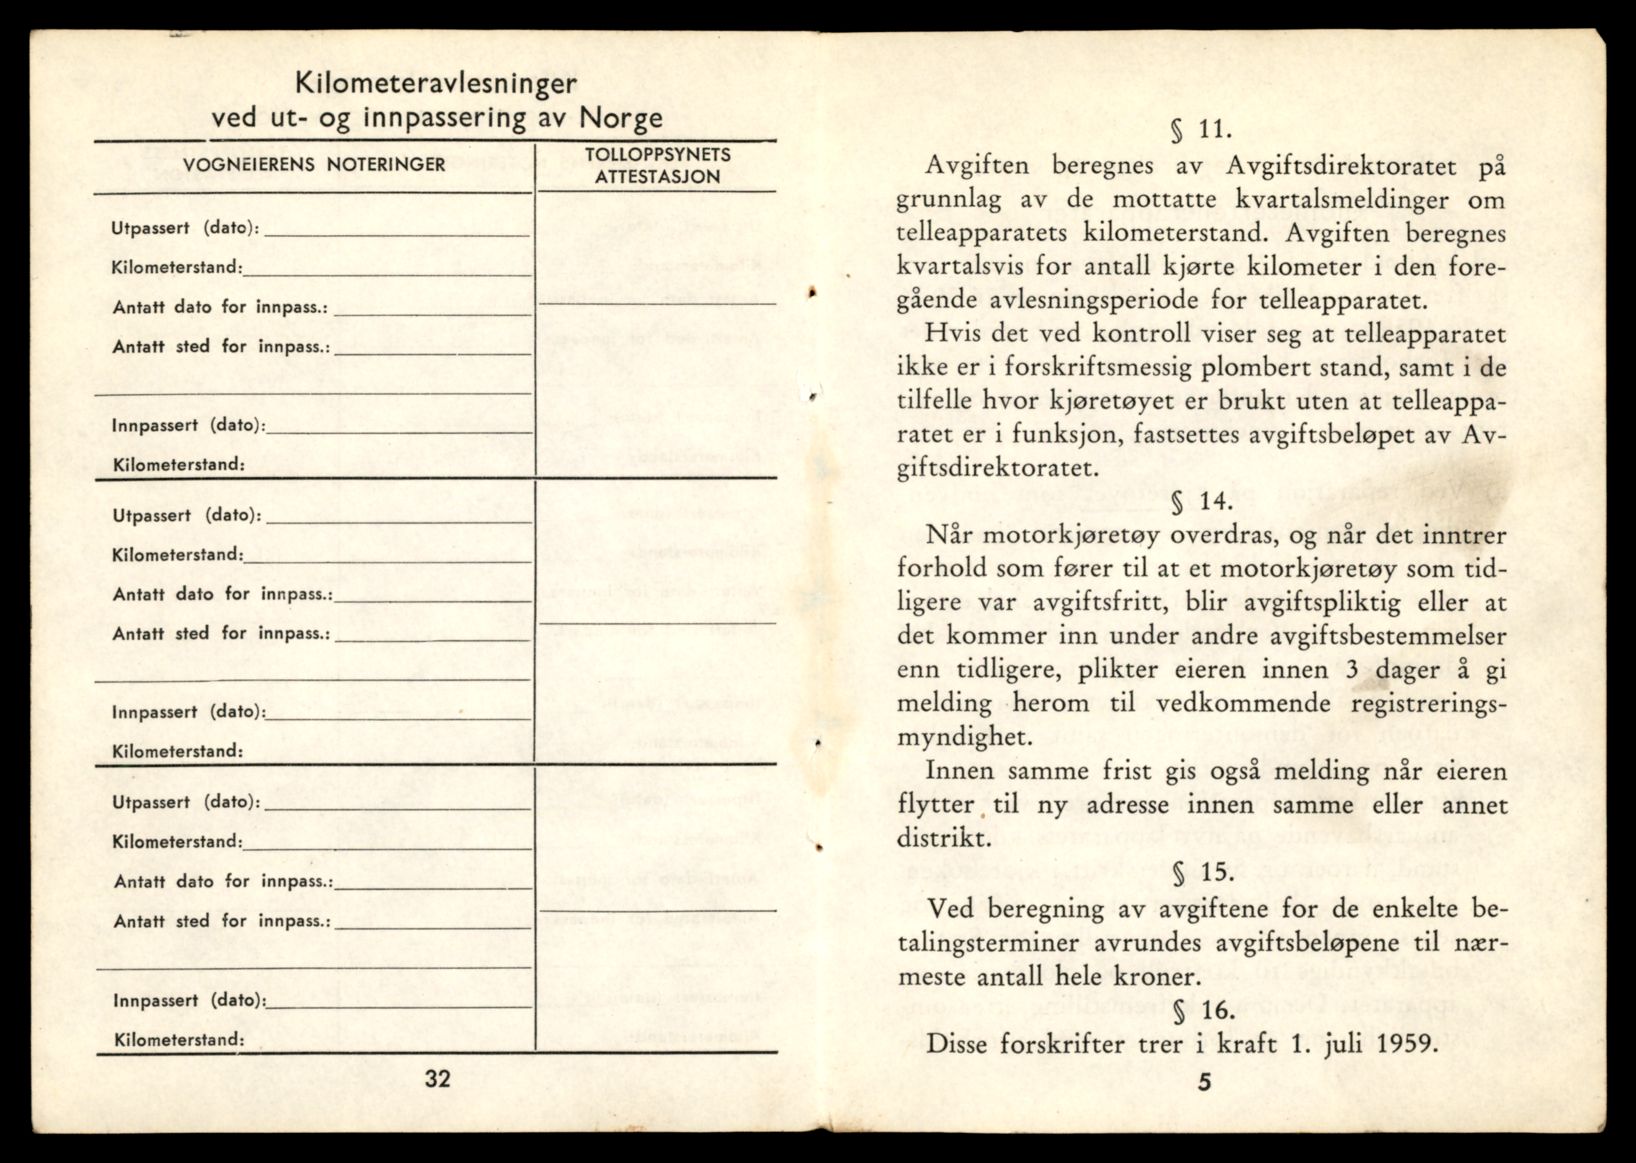 Kilometeravlesninger
ved ut- og innpassering av Norge
VOGNEIERENS NOTERINGER
TOLLOPPSYNETS
ATTESTASJON
Utpassert (dato):
Kilometerstand:
Antatt dato for innpass.:
Antatt sted for innpass.:
Innpassert (dato):
Kilometerstand:
Utpassert (dato):
Kilometerstand:
Antatt dato for innpass.:
Antatt sted for innpass.:
Innpassert (dato):
Kilometerstand:
Utpassert (dato):
Kilometerstand:
Antatt dato for innpass.:
Antatt sted for innpass.:
Innpassert (dato):
Kilometerstand:
32
§ 11.
Avgiften beregnes av Avgiftsdirektoratet på
grunnlag av de mottatte kvartalsmeldinger om
telleapparatets kilometerstand. Avgiften beregnes
kvartalsvis for antall kjørte kilometer i den fore-
gående avlesningsperiode for telleapparatet.
Hvis det ved kontroll viser seg at telleapparatet
ikke er i forskriftsmessig plombert stand, samt i de
tilfelle hvor kjøretøyet er brukt uten at telleappa-
ratet er i funksjon, fastsettes avgiftsbeløpet av Av-
giftsdirektoratet.
§ 14.
Når motorkjøretøy overdras, og når det inntrer
forhold som fører til at et motorkjøretøy som tid-
ligere var avgiftsfritt, blir avgiftspliktig eller at
det kommer inn under andre avgiftsbestemmelser
enn tidligere, plikter eieren innen 3 dager å gi
melding herom til vedkommende registrerings-
myndighet.
Innen samme frist gis også melding når eieren
flytter til ny adresse innen samme eller annet
distrikt.
§ 15.
Ved beregning av avgiftene for de enkelte be-
talingsterminer avrundes avgiftsbeløpene til nær-
meste antall hele kroner.
§ 16.
Disse forskrifter trer i kraft 1. juli 1959.
5